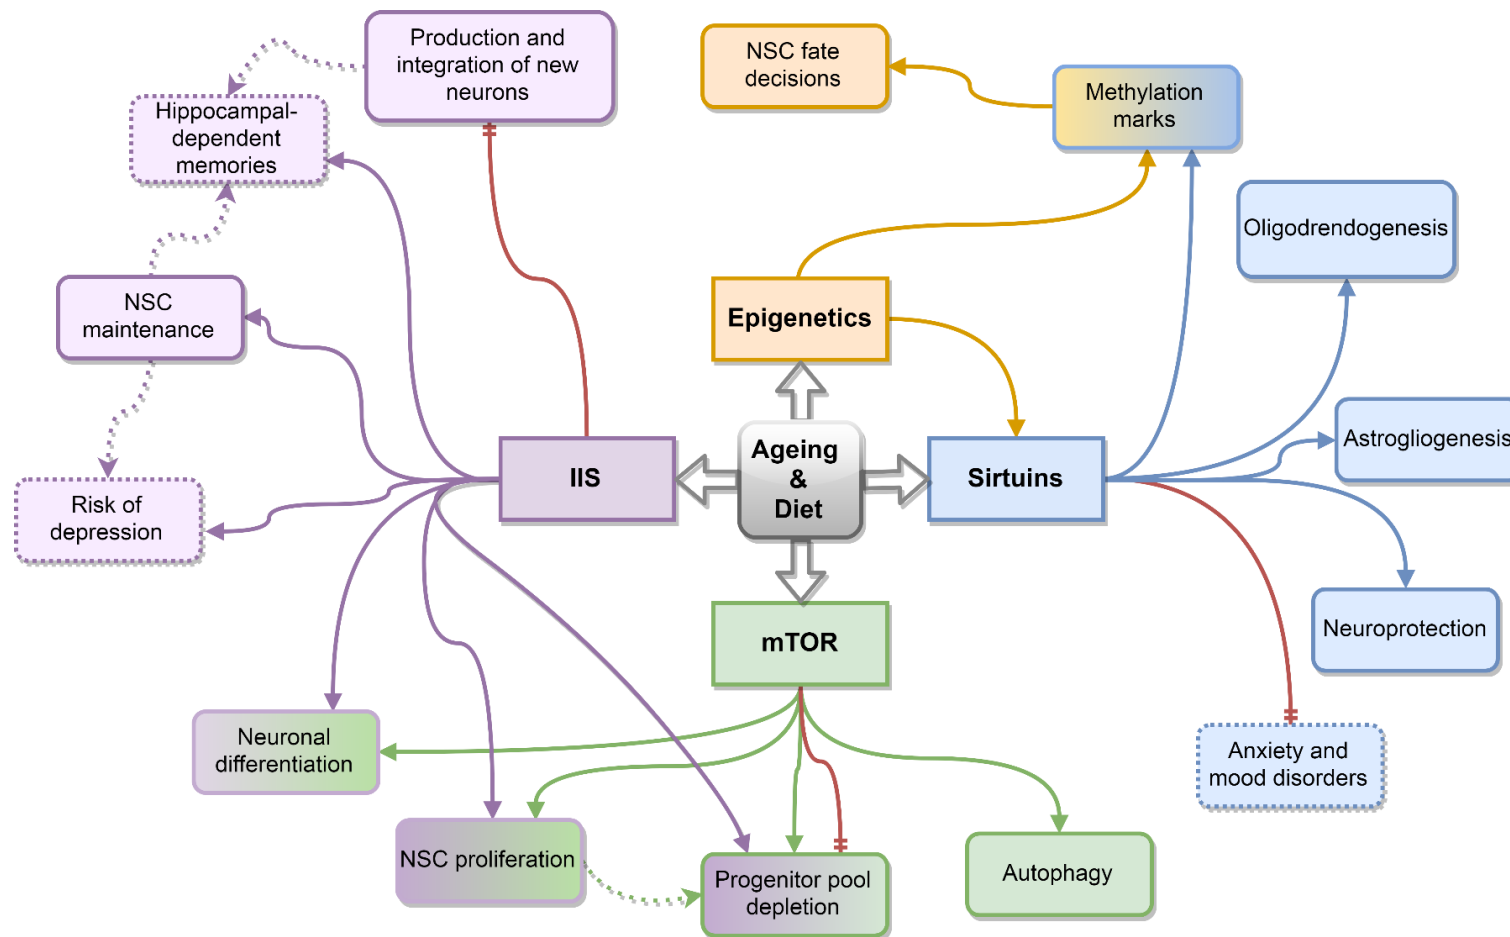 Production and
integration of new
neurons
NSC fate
decisions
Methylation
marks
Hippocampal-
dependent
memories
Oligodrendogenesis
NSC
maintenance
Epigenetics
Ageing
&
Diet
IIS
Sirtuins
Astrogliogenesis
Risk of
depression
mTOR
Neuroprotection
Neuronal
differentiation
Anxiety and
mood disorders
NSC proliferation
Progenitor pool
depletion
Autophagy